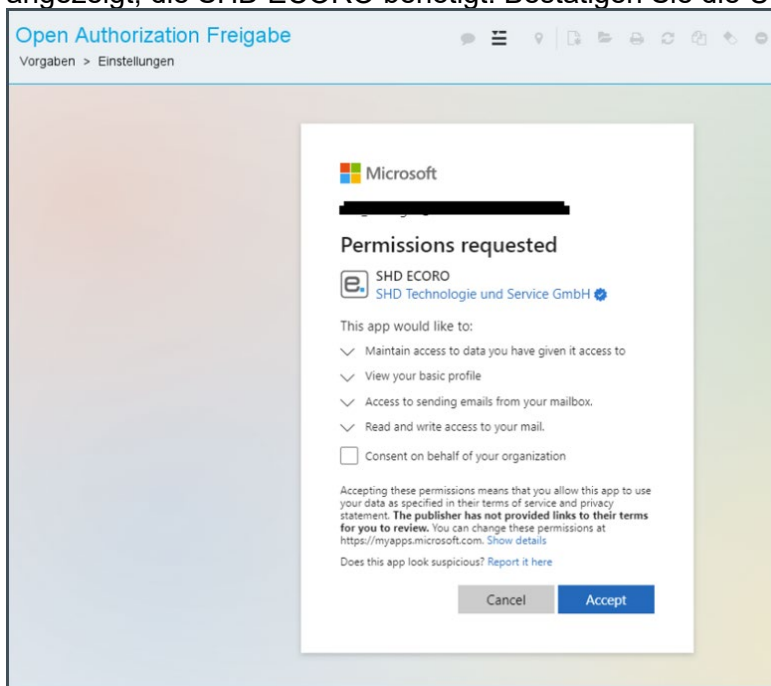 angezeigt, die SHD ECORO benötigt. Bestätigen Sie die
Open Authorization Freigabe
Vorgaben > Einstellungen
Microsoft
Permissions requested
SHD ECORO
SHD Technologie und Service GmbH
This app would like to:
Maintain access to data you have given it access to
View your basic profile
Access to sending emails from your mailbox.
Read and write access to your mail.
Consent on behalf of your organization
Accepting these permissions means that you allow this app to use
your data as specified in their terms of service and privacy
statement. The publisher has not provided links to their terms
for you to review. You can change these permissions at
https://myapps.microsoft.com. Show details
Does this app look suspicious? Report it here
Cancel Accept